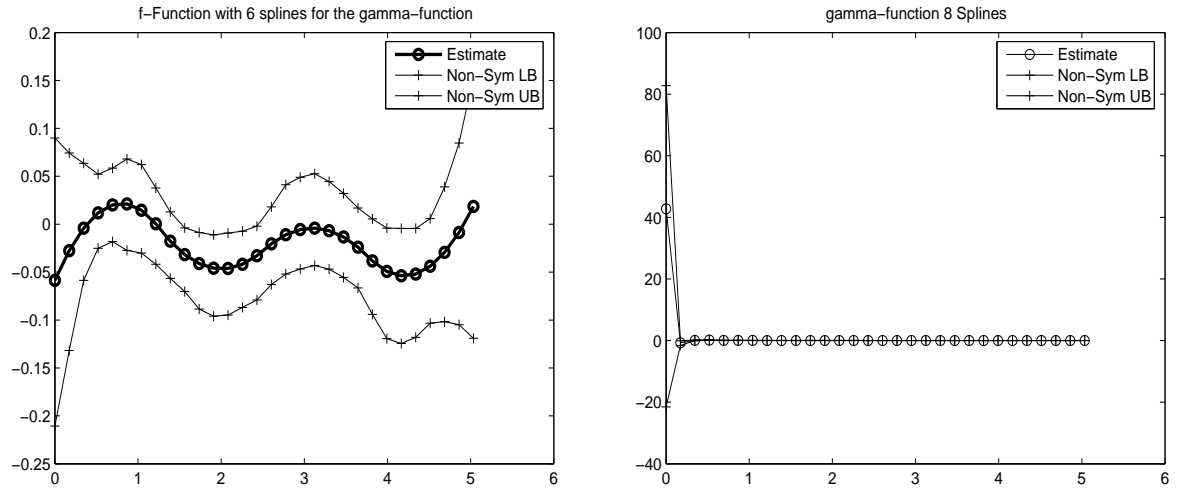 f−Function with 6 splines for the gamma−function
0.2
0.15
0.1
0.05
0
−0.05
−0.1
−0.15
−0.2
−0.25
0 1 2 3 4 5 6
Estimate
Non−Sym LB
Non−Sym UB
gamma−function 8 Splines
100
80
60
40
20
0
−20
−40
0 1 2 3 4 5 6
Estimate
Non−Sym LB
Non−Sym UB